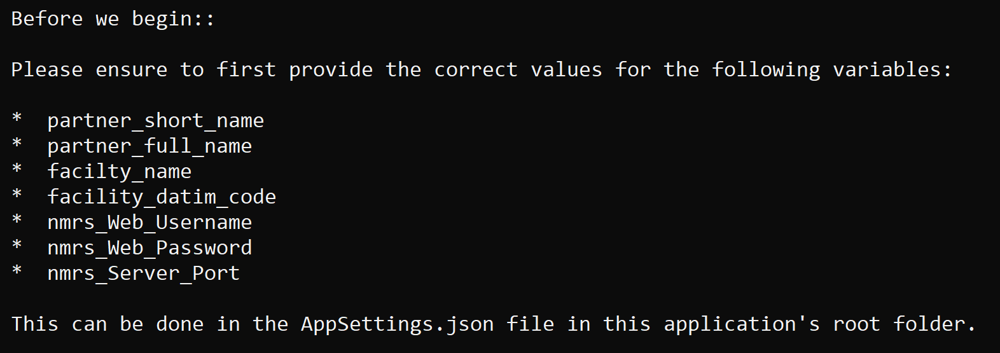 Before we begin::
Please ensure to first provide the correct values for the following variables:
* partner_short_name
* partner_full_name
* facilty_name
* facility_datim_code
* nmrs_Web_Username
* nmrs_Web_Password
* nmrs_Server_Port
This can be done in the AppSettings.json file in this application's root folder.